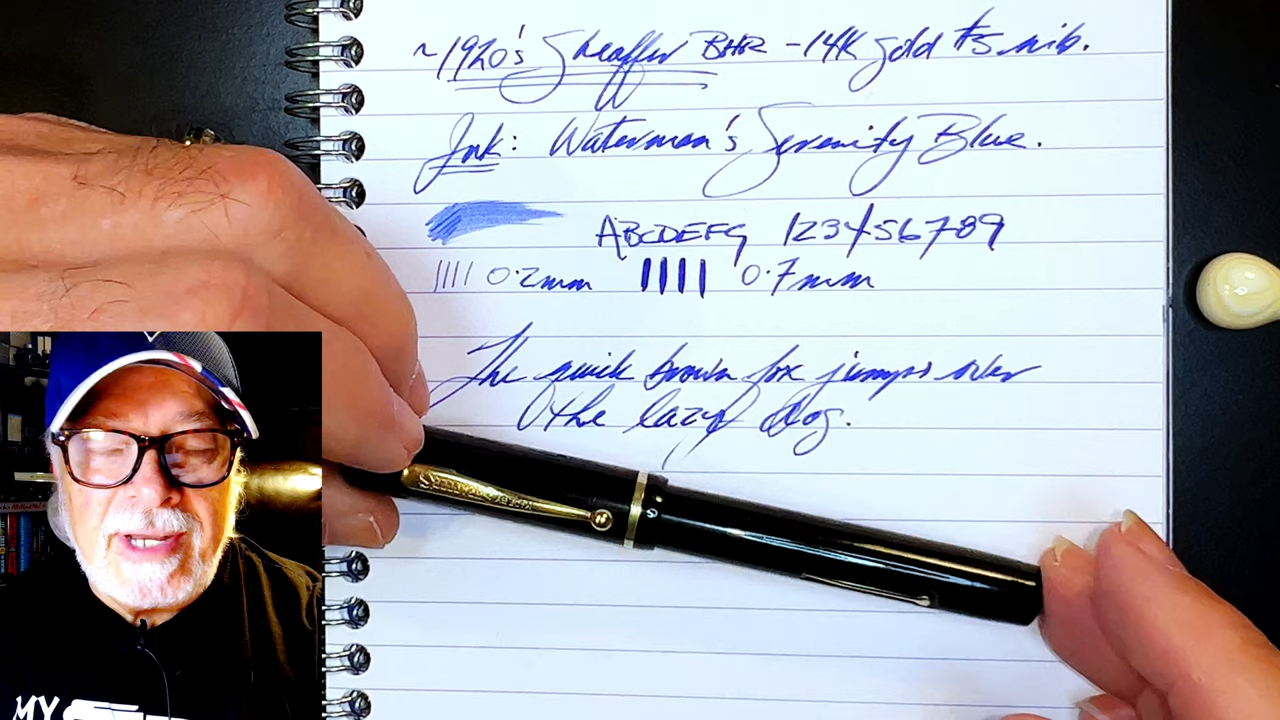 ~1920's Sheaffer BHR - 14K gold #5 nib.
Ink: Waterman's Serenity Blue.
ABCDEFG 123456789
0.2mm 0.7mm
The quick brown fox jumps over
the lazy dog.
MY